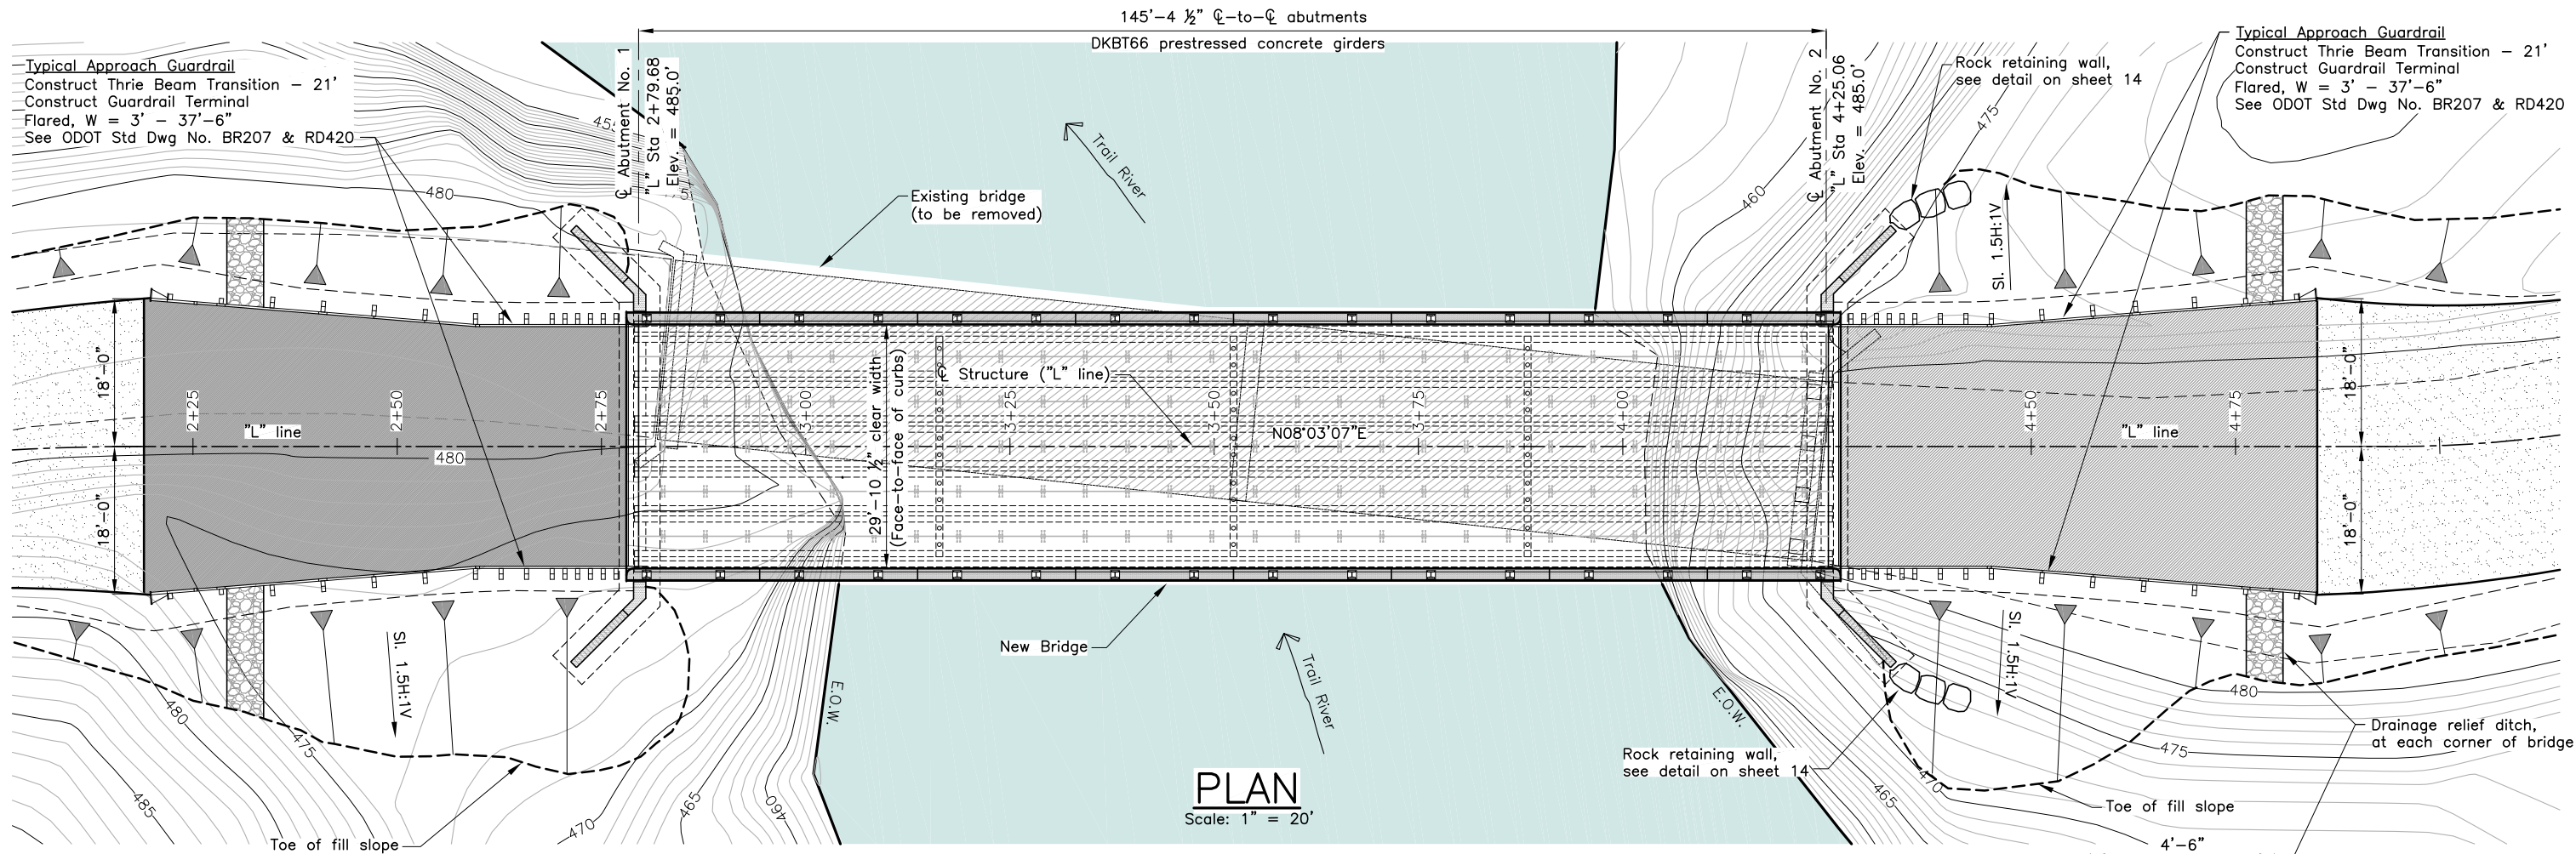 145'-4 ½" ℄-to-℄ abutments
DKBT66 prestressed concrete girders
Typical Approach Guardrail
Construct Thrie Beam Transition - 21'
Construct Guardrail Terminal
Flared, W = 3' - 37'-6"
See ODOT Std Dwg No. BR207 & RD420
℄ Abutment No. 1
"L" Sta 2+79.68
Elev. = 485.0'
Trail River
Existing bridge
(to be removed)
℄ Abutment No. 2
"L" Sta 4+25.06
Elev. = 485.0'
Rock retaining wall,
see detail on sheet 14
Typical Approach Guardrail
Construct Thrie Beam Transition - 21'
Construct Guardrail Terminal
Flared, W = 3' - 37'-6"
See ODOT Std Dwg No. BR207 & RD420
475
460
480
Sl. 1.5H:1V
18'-0"
18'-0"
2+25
2+50
2+75
"L" line
480
29'-10 ½" clear width
(Face-to-face of curbs)
℄ Structure ("L" line)
3+00
3+25
3+50
3+75
4+00
N08°03'07"E
4+50
4+75
"L" line
18'-0"
18'-0"
Sl. 1.5H:1V
480
475
485
Toe of fill slope
470
465
460
E.O.W.
New Bridge
Trail River
PLAN
Scale: 1" = 20'
E.O.W.
Rock retaining wall,
see detail on sheet 14
Sl. 1.5H:1V
480
475
470
465
Drainage relief ditch,
at each corner of bridge
Toe of fill slope
4'-6"